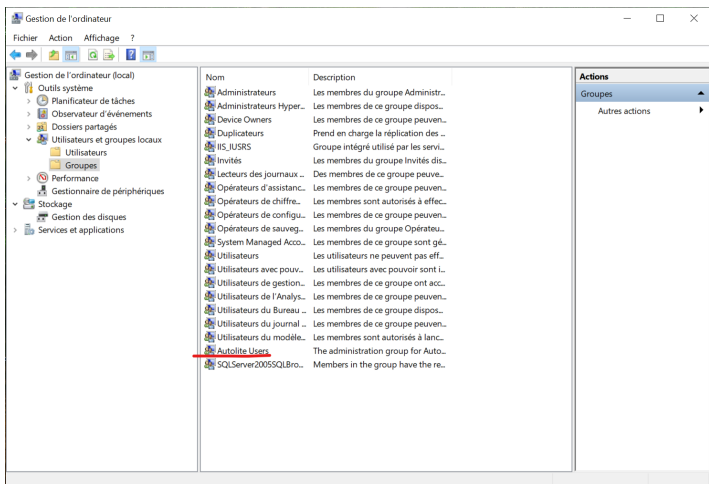 Gestion de l'ordinateur
Fichier Action Affichage ?
Gestion de l'ordinateur (local)
Outils système
Planificateur de tâches
Observateur d'événements
Dossiers partagés
Utilisateurs et groupes locaux
Utilisateurs
Groupes
Performance
Gestionnaire de périphériques
Stockage
Gestion des disques
Services et applications
Nom Description
Administrateurs Les membres du groupe Administr...
Administrateurs Hyper... Les membres de ce groupe dispos...
Device Owners Les membres de ce groupe peuven...
Duplicateurs Prend en charge la réplication des ...
IIS_IUSRS Groupe intégré utilisé par les servi...
Invités Les membres du groupe Invités dis...
Lecteurs des journaux ... Des membres de ce groupe peuve...
Opérateurs d'assistanc... Les membres de ce groupe peuven...
Opérateurs de chiffre... Les membres sont autorisés à effec...
Opérateurs de configu... Les membres de ce groupe peuven...
Opérateurs de sauveg... Les membres du groupe Opérateu...
System Managed Acco... Les membres de ce groupe sont gé...
Utilisateurs Les utilisateurs ne peuvent pas eff...
Utilisateurs avec pouv... Les utilisateurs avec pouvoir sont i...
Utilisateurs de gestion... Les membres de ce groupe ont acc...
Utilisateurs de l'Analys... Les membres de ce groupe peuven...
Utilisateurs du Bureau ... Les membres de ce groupe dispos...
Utilisateurs du journal ... Les membres de ce groupe peuven...
Utilisateurs du modèle... Les membres sont autorisés à lanc...
Autolite Users The administration group for Auto...
SQLServer2005SQLBro... Members in the group have the re...
Actions
Groupes
Autres actions